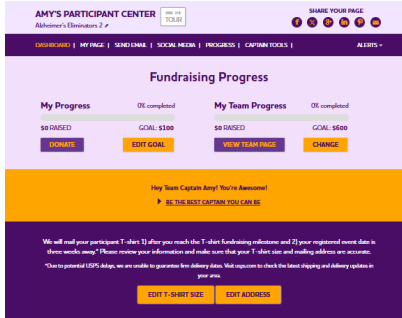 AMY'S PARTICIPANT CENTER
TOUR
SHARE YOUR PAGE
Alzheimer's Eliminators 2
DASHBOARD | MY PAGE | SEND EMAIL | SOCIAL MEDIA | PROGRESS | CAPTAIN TOOLS | ALERTS
Fundraising Progress
My Progress 0% completed
My Team Progress 0% completed
$0 RAISED GOAL: $100
$0 RAISED GOAL: $600
DONATE EDIT GOAL VIEW TEAM PAGE CHANGE
Hey Team Captain Amy! You're Awesome!
BE THE BEST CAPTAIN YOU CAN BE
We will mail your participant T-shirt 1) after you reach the T-shirt fundraising milestone and 2) your registered event date is
three weeks away.* Please review your information and make sure that your T-shirt size and mailing address are accurate.
*Due to potential USPS delays, we are unable to guarantee firm delivery dates. Visit usps.com to check the latest shipping and delivery updates in
your area.
EDIT T-SHIRT SIZE EDIT ADDRESS